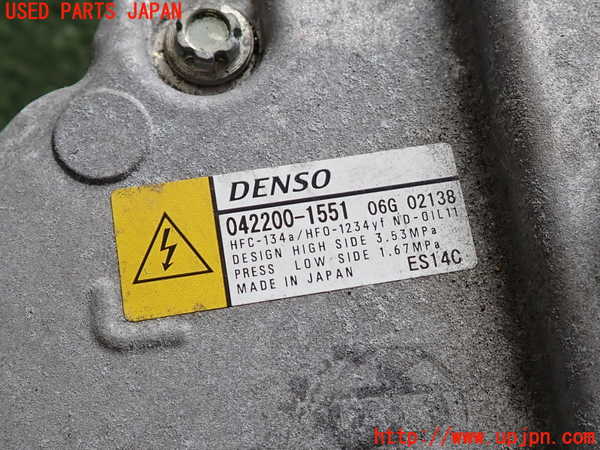 USED PARTS JAPAN
DENSO
042200-1551 06G 02138
HFC-134a/HFO-1234yf ND-OIL11
DESIGN HIGH SIDE 3.53MPa
PRESS LOW SIDE 1.67MPa
MADE IN JAPAN ES14C
http://www.upjpn.com/